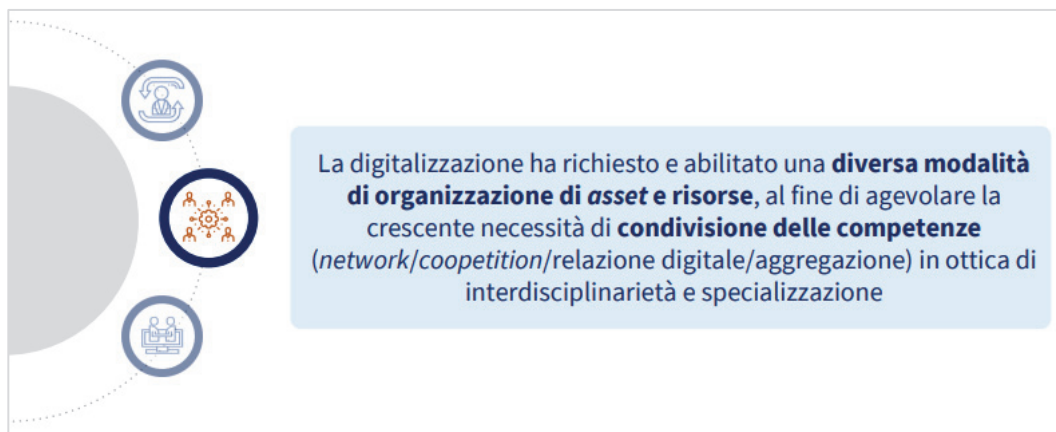 La digitalizzazione ha richiesto e abilitato una diversa modalità
di organizzazione di asset e risorse, al fine di agevolare la
crescente necessità di condivisione delle competenze
(network/coopetition/relazione digitale/aggregazione) in ottica di
interdisciplinarietà e specializzazione